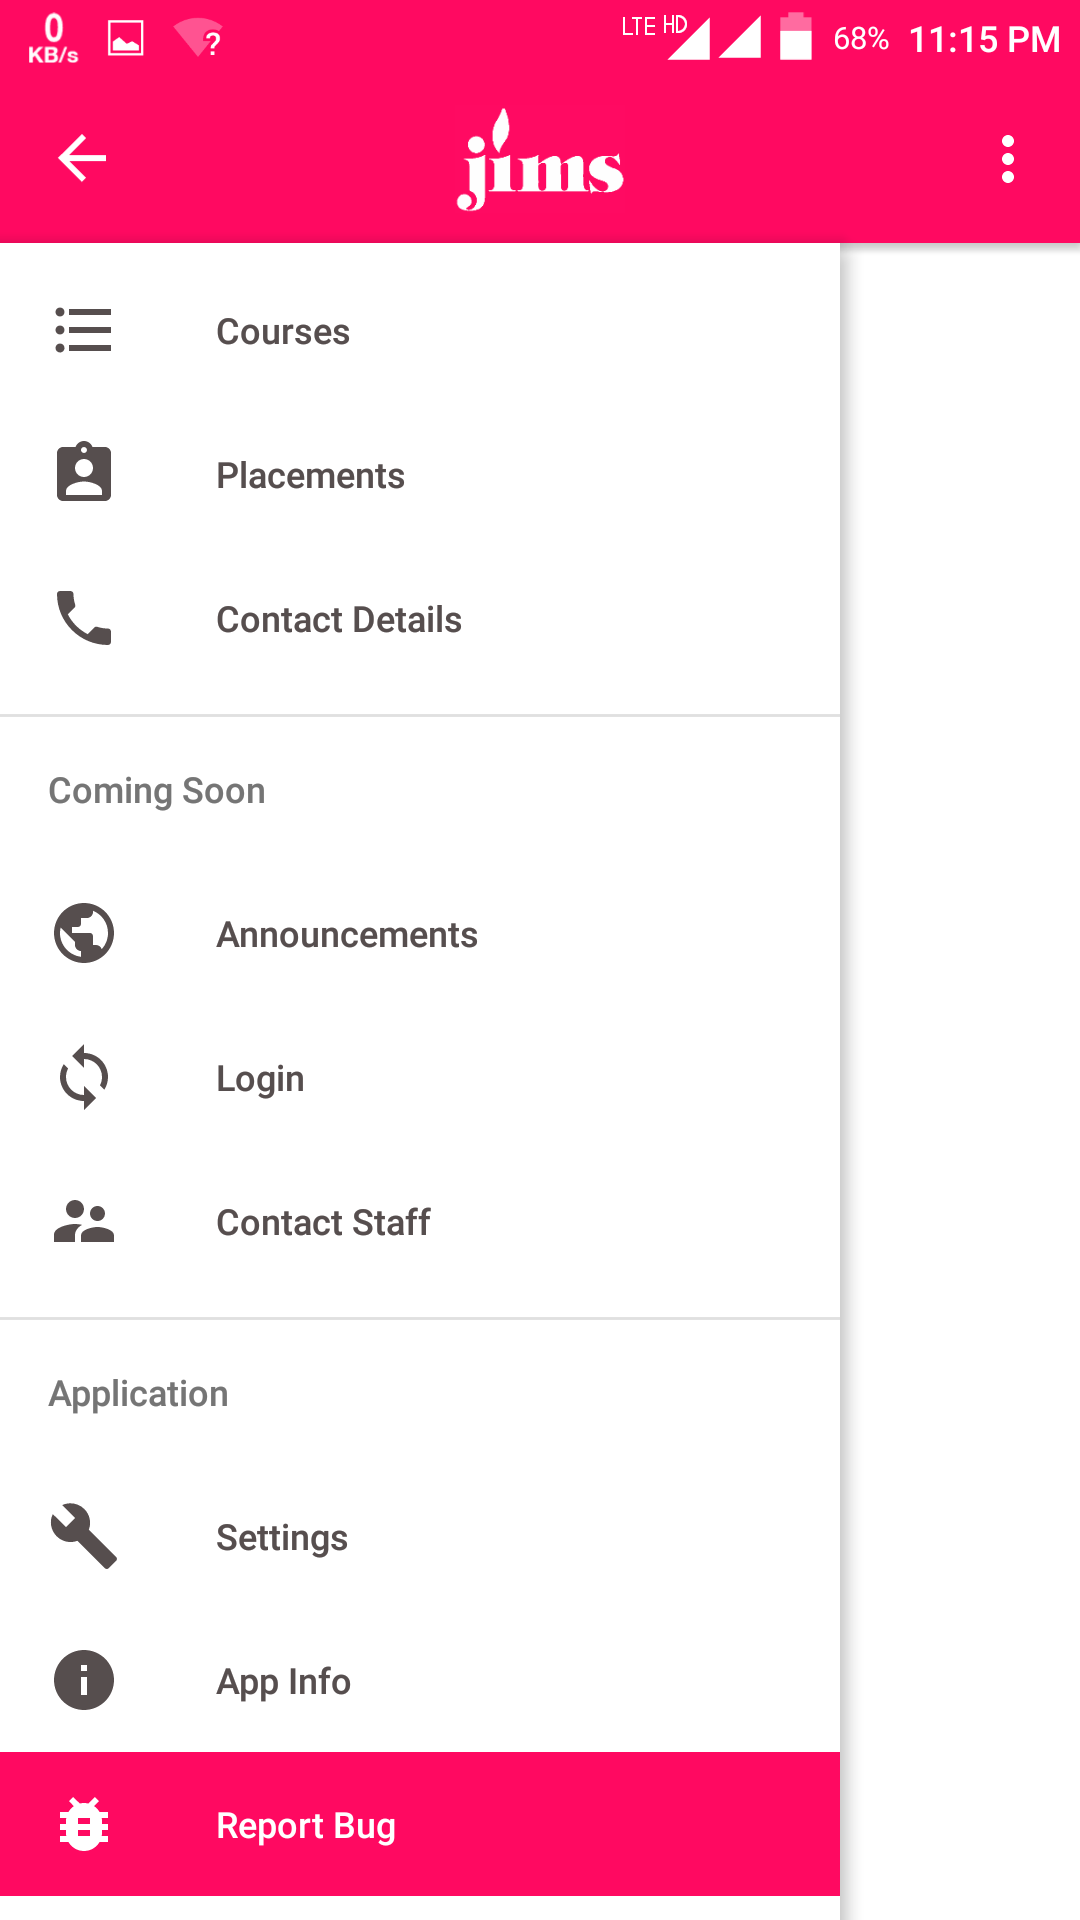 0
KB/s
?
LTE HD
68%
11:15 PM
jims
Courses
Placements
Contact Details
Coming Soon
Announcements
Login
Contact Staff
Application
Settings
App Info
Report Bug